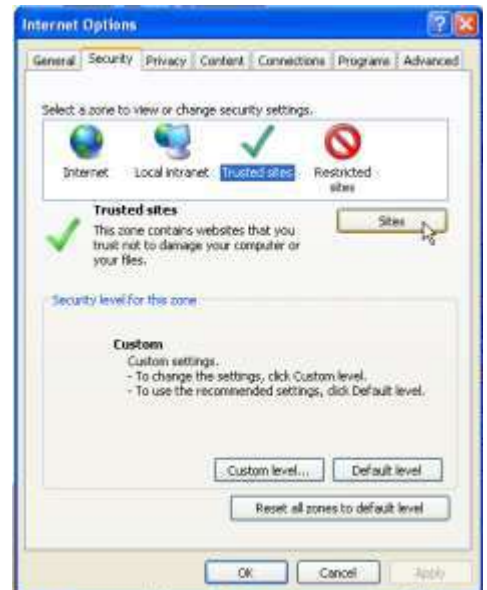 Internet Options
General Security Privacy Content Connections Programs Advanced
Select a zone to view or change security settings.
Internet Local intranet Trusted sites Restricted
sites
Trusted sites
Sites
This zone contains websites that you
trust not to damage your computer or
your files.
Security level for this zone
Custom
Custom settings.
- To change the settings, click Custom level.
- To use the recommended settings, click Default level.
Custom level... Default level
Reset all zones to default level
OK Cancel Apply